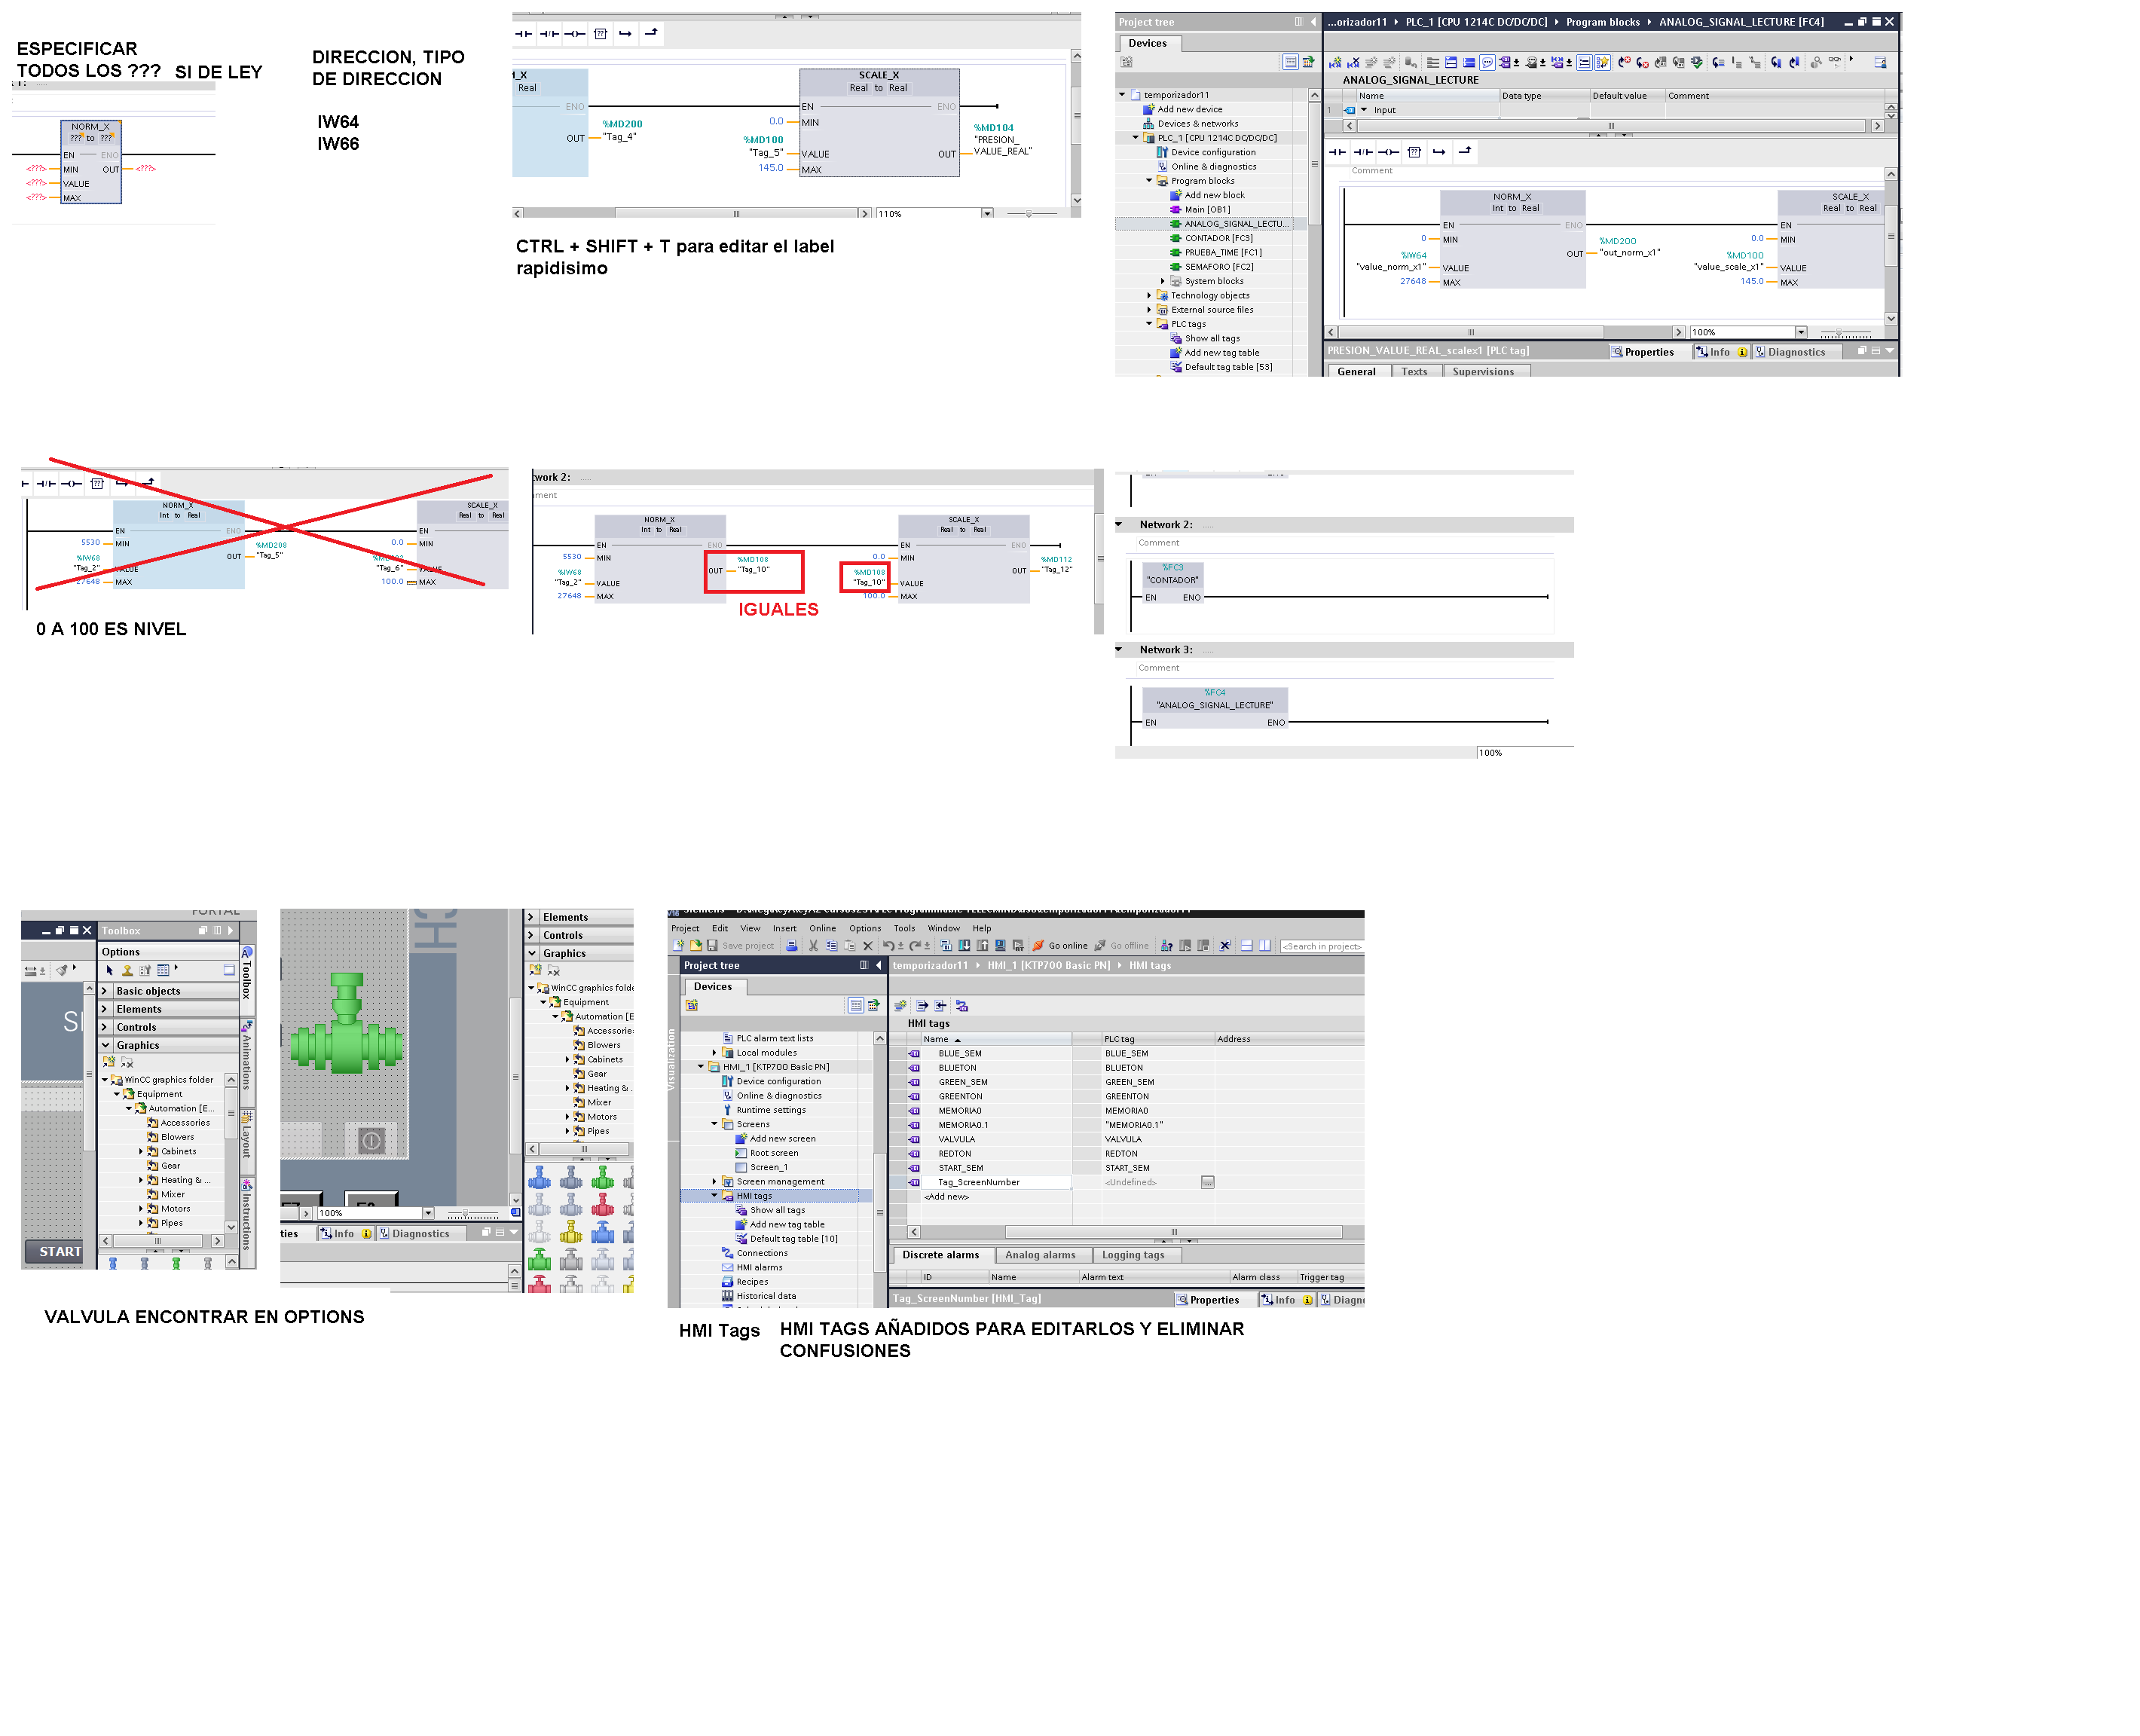 ESPECIFICAR
TODOS LOS ??? SI DE LEY
NORM_X
??? to ???
EN ENO
<???> MIN OUT <???>
<???> VALUE
<???> MAX
DIRECCION, TIPO
DE DIRECCION
IW64
IW66
Real
ENO
%MD200
OUT "Tag_4"
SCALE_X
Real to Real
EN ENO
0.0 MIN
%MD100
"Tag_5" VALUE
145.0 MAX
%MD104
"PRESION_
OUT VALUE_REAL"
110%
CTRL + SHIFT + T para editar el label
rapidisimo
Project tree
Devices
temporizador11
Add new device
Devices & networks
PLC_1 [CPU 1214C DC/DC/DC]
Device configuration
Online & diagnostics
Program blocks
Add new block
Main [OB1]
ANALOG_SIGNAL_LECTU...
CONTADOR [FC3]
PRUEBA_TIME [FC1]
SEMAFORO [FC2]
System blocks
Technology objects
External source files
PLC tags
Show all tags
Add new tag table
Default tag table [53]
...orizador11 PLC_1 [CPU 1214C DC/DC/DC] Program blocks ANALOG_SIGNAL_LECTURE [FC4]
ANALOG_SIGNAL_LECTURE
Name Data type Default value Comment
1 Input
Comment
NORM_X
Int to Real
EN ENO
0 MIN
%IW64
"value_norm_x1" VALUE
27648 MAX
%MD200
OUT "out_norm_x1"
SCALE_X
Real to Real
EN
0.0 MIN
%MD100
"value_scale_x1" VALUE
145.0 MAX
100%
PRESION_VALUE_REAL_scalex1 [PLC tag] Properties Info Diagnostics
General Texts Supervisions
NORM_X
Int to Real
EN ENO
5530 MIN
%IW68
"Tag_2" VALUE
27648 MAX
%MD208
OUT "Tag_5"
SCALE_X
Real to Real
EN
0.0 MIN
"Tag_6"
100.0 MAX
0 A 100 ES NIVEL
twork 2: .....
NORM_X
Int to Real
EN ENO
5530 MIN
%IW68
"Tag_2" VALUE
27648 MAX
%MD108
OUT "Tag_10"
IGUALES
SCALE_X
Real to Real
EN ENO
0.0 MIN
%MD108
"Tag_10" VALUE
100.0 MAX
%MD112
OUT "Tag_12"
EN ENO
Network 2: .....
Comment
%FC3
"CONTADOR"
EN ENO
Network 3: .....
Comment
%FC4
"ANALOG_SIGNAL_LECTURE"
EN ENO
100%
PORTAL
Toolbox
Options
Basic objects
Elements
Controls
Graphics
WinCC graphics folder
Equipment
Automation [E...
Accessories
Blowers
Cabinets
Gear
Heating & ...
Mixer
Motors
Pipes
START
Toolbox
Animations
Layout
Instructions
Elements
Controls
Graphics
WinCC graphics folde
Equipment
Automation [E
Accessories
Blowers
Cabinets
Gear
Heating & .
Mixer
Motors
Pipes
100%
ties Info Diagnostics
VALVULA ENCONTRAR EN OPTIONS
Project Edit View Insert Online Options Tools Window Help
Save project Go online Go offline <Search in project>
Project tree
Devices
Visualization
PLC alarm text lists
Local modules
HMI_1 [KTP700 Basic PN]
Device configuration
Online & diagnostics
Runtime settings
Screens
Add new screen
Root screen
Screen_1
Screen management
HMI tags
Show all tags
Add new tag table
Default tag table [10]
Connections
HMI alarms
Recipes
Historical data
temporizador11 HMI_1 [KTP700 Basic PN] HMI tags
HMI tags
Name PLC tag Address
BLUE_SEM BLUE_SEM
BLUETON BLUETON
GREEN_SEM GREEN_SEM
GREENTON GREENTON
MEMORIA0 MEMORIA0
MEMORIA0.1 "MEMORIA0.1"
VALVULA VALVULA
REDTON REDTON
START_SEM START_SEM
Tag_ScreenNumber <Undefined>
<Add new>
Discrete alarms Analog alarms Logging tags
ID Name Alarm text Alarm class Trigger tag
Tag_ScreenNumber [HMI_Tag] Properties Info Diagn
HMI Tags HMI TAGS AÑADIDOS PARA EDITARLOS Y ELIMINAR
CONFUSIONES